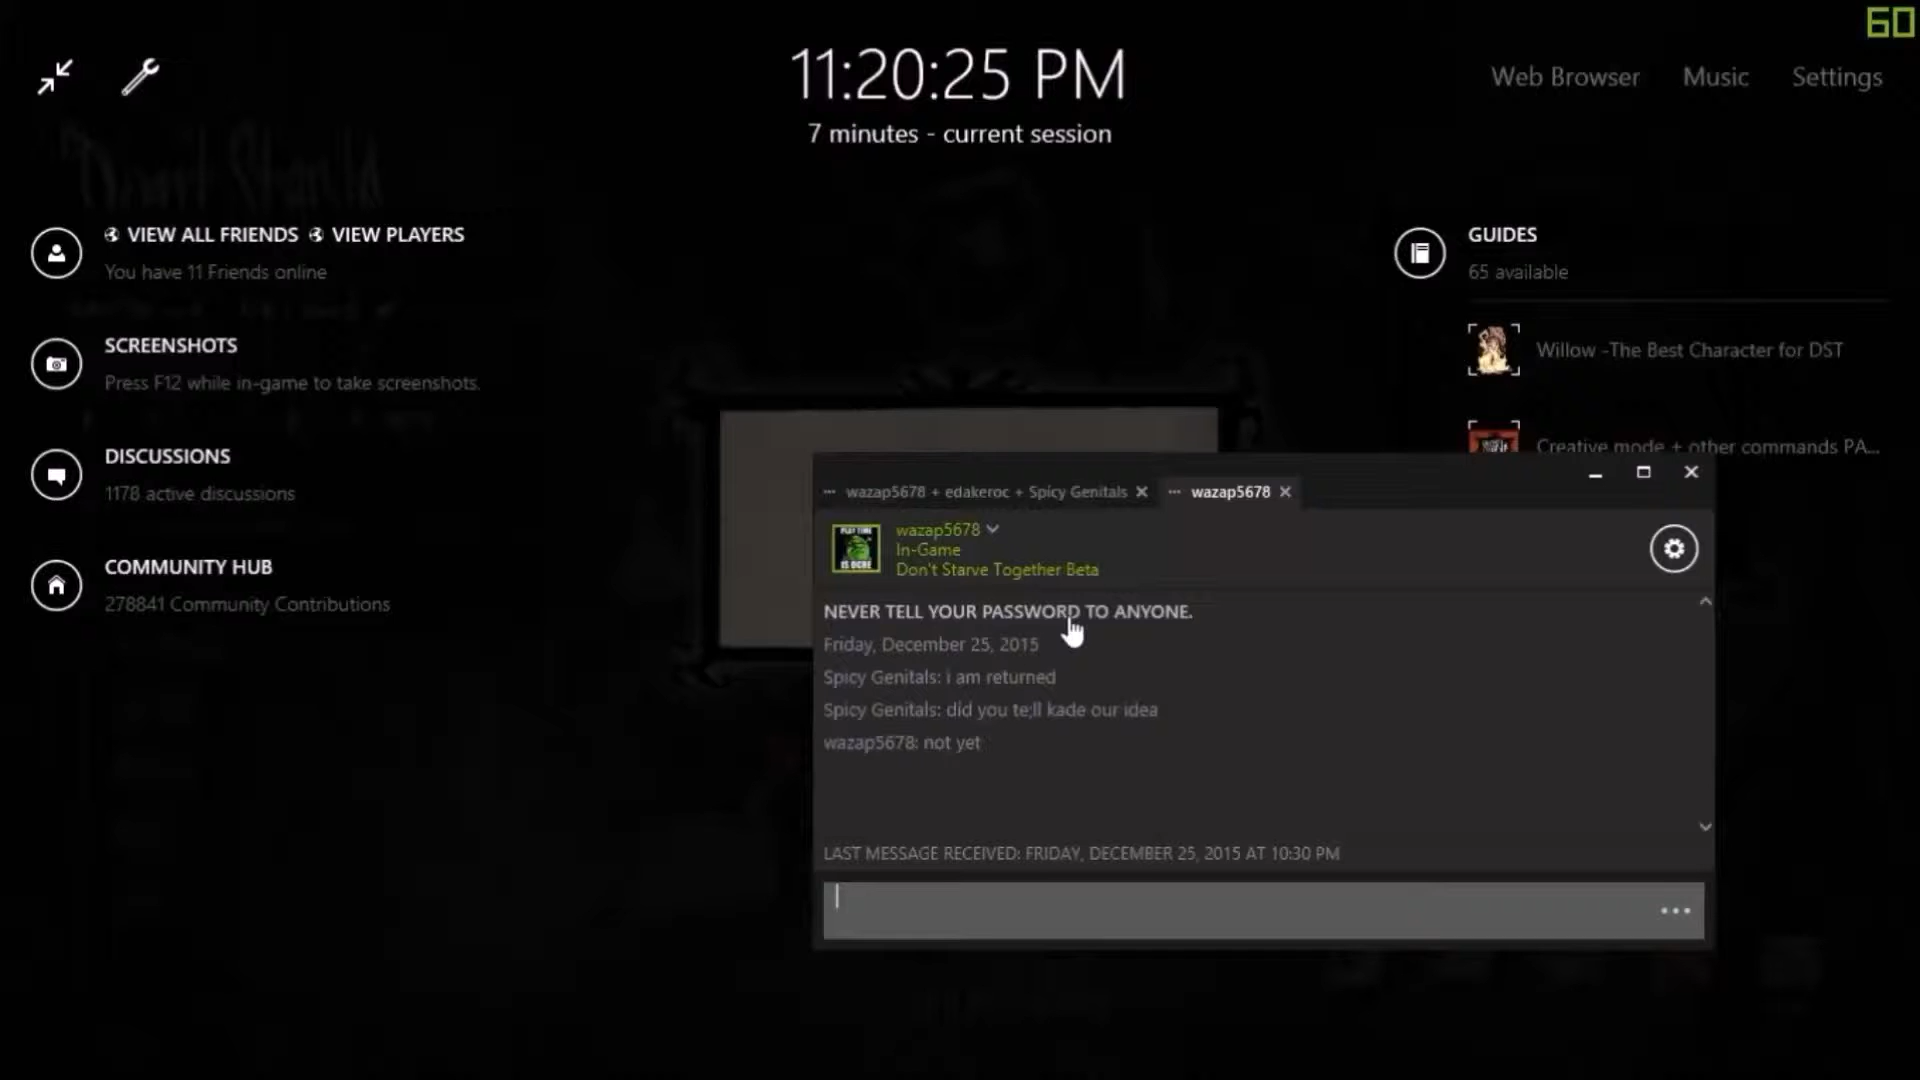 60
11:20:25 PM
7 minutes - current session
Web Browser Music Settings
VIEW ALL FRIENDS VIEW PLAYERS
You have 11 Friends online
SCREENSHOTS
Press F12 while in-game to take screenshots.
DISCUSSIONS
1178 active discussions
COMMUNITY HUB
278841 Community Contributions
GUIDES
65 available
Willow -The Best Character for DST
Creative mode + other commands PA...
wazap5678 + edakeroc + Spicy Genitals
wazap5678
PLAY TIME
IS OGRE
wazap5678
In-Game
Don't Starve Together Beta
NEVER TELL YOUR PASSWORD TO ANYONE.
Friday, December 25, 2015
Spicy Genitals: i am returned
Spicy Genitals: did you te;ll kade our idea
wazap5678: not yet
LAST MESSAGE RECEIVED: FRIDAY, DECEMBER 25, 2015 AT 10:30 PM